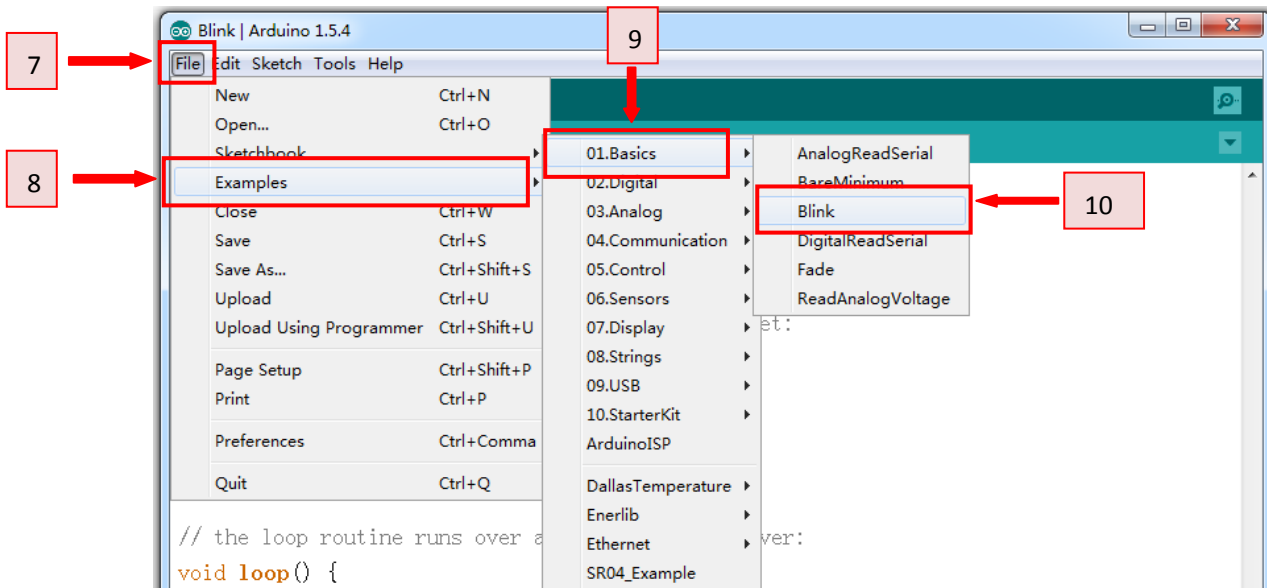 Blink | Arduino 1.5.4
9
7
File Edit Sketch Tools Help
New Ctrl+N
Open... Ctrl+O
Sketchbook
8
Examples
Close Ctrl+W
Save Ctrl+S
Save As... Ctrl+Shift+S
Upload Ctrl+U
Upload Using Programmer Ctrl+Shift+U
Page Setup Ctrl+Shift+P
Print Ctrl+P
Preferences Ctrl+Comma
Quit Ctrl+Q
01.Basics
02.Digital
03.Analog
04.Communication
05.Control
06.Sensors
07.Display
08.Strings
09.USB
10.StarterKit
ArduinoISP
DallasTemperature
Enerlib
Ethernet
SR04_Example
AnalogReadSerial
BareMinimum
Blink
10
DigitalReadSerial
Fade
ReadAnalogVoltage
et:
// the loop routine runs over a ver:
void loop() {